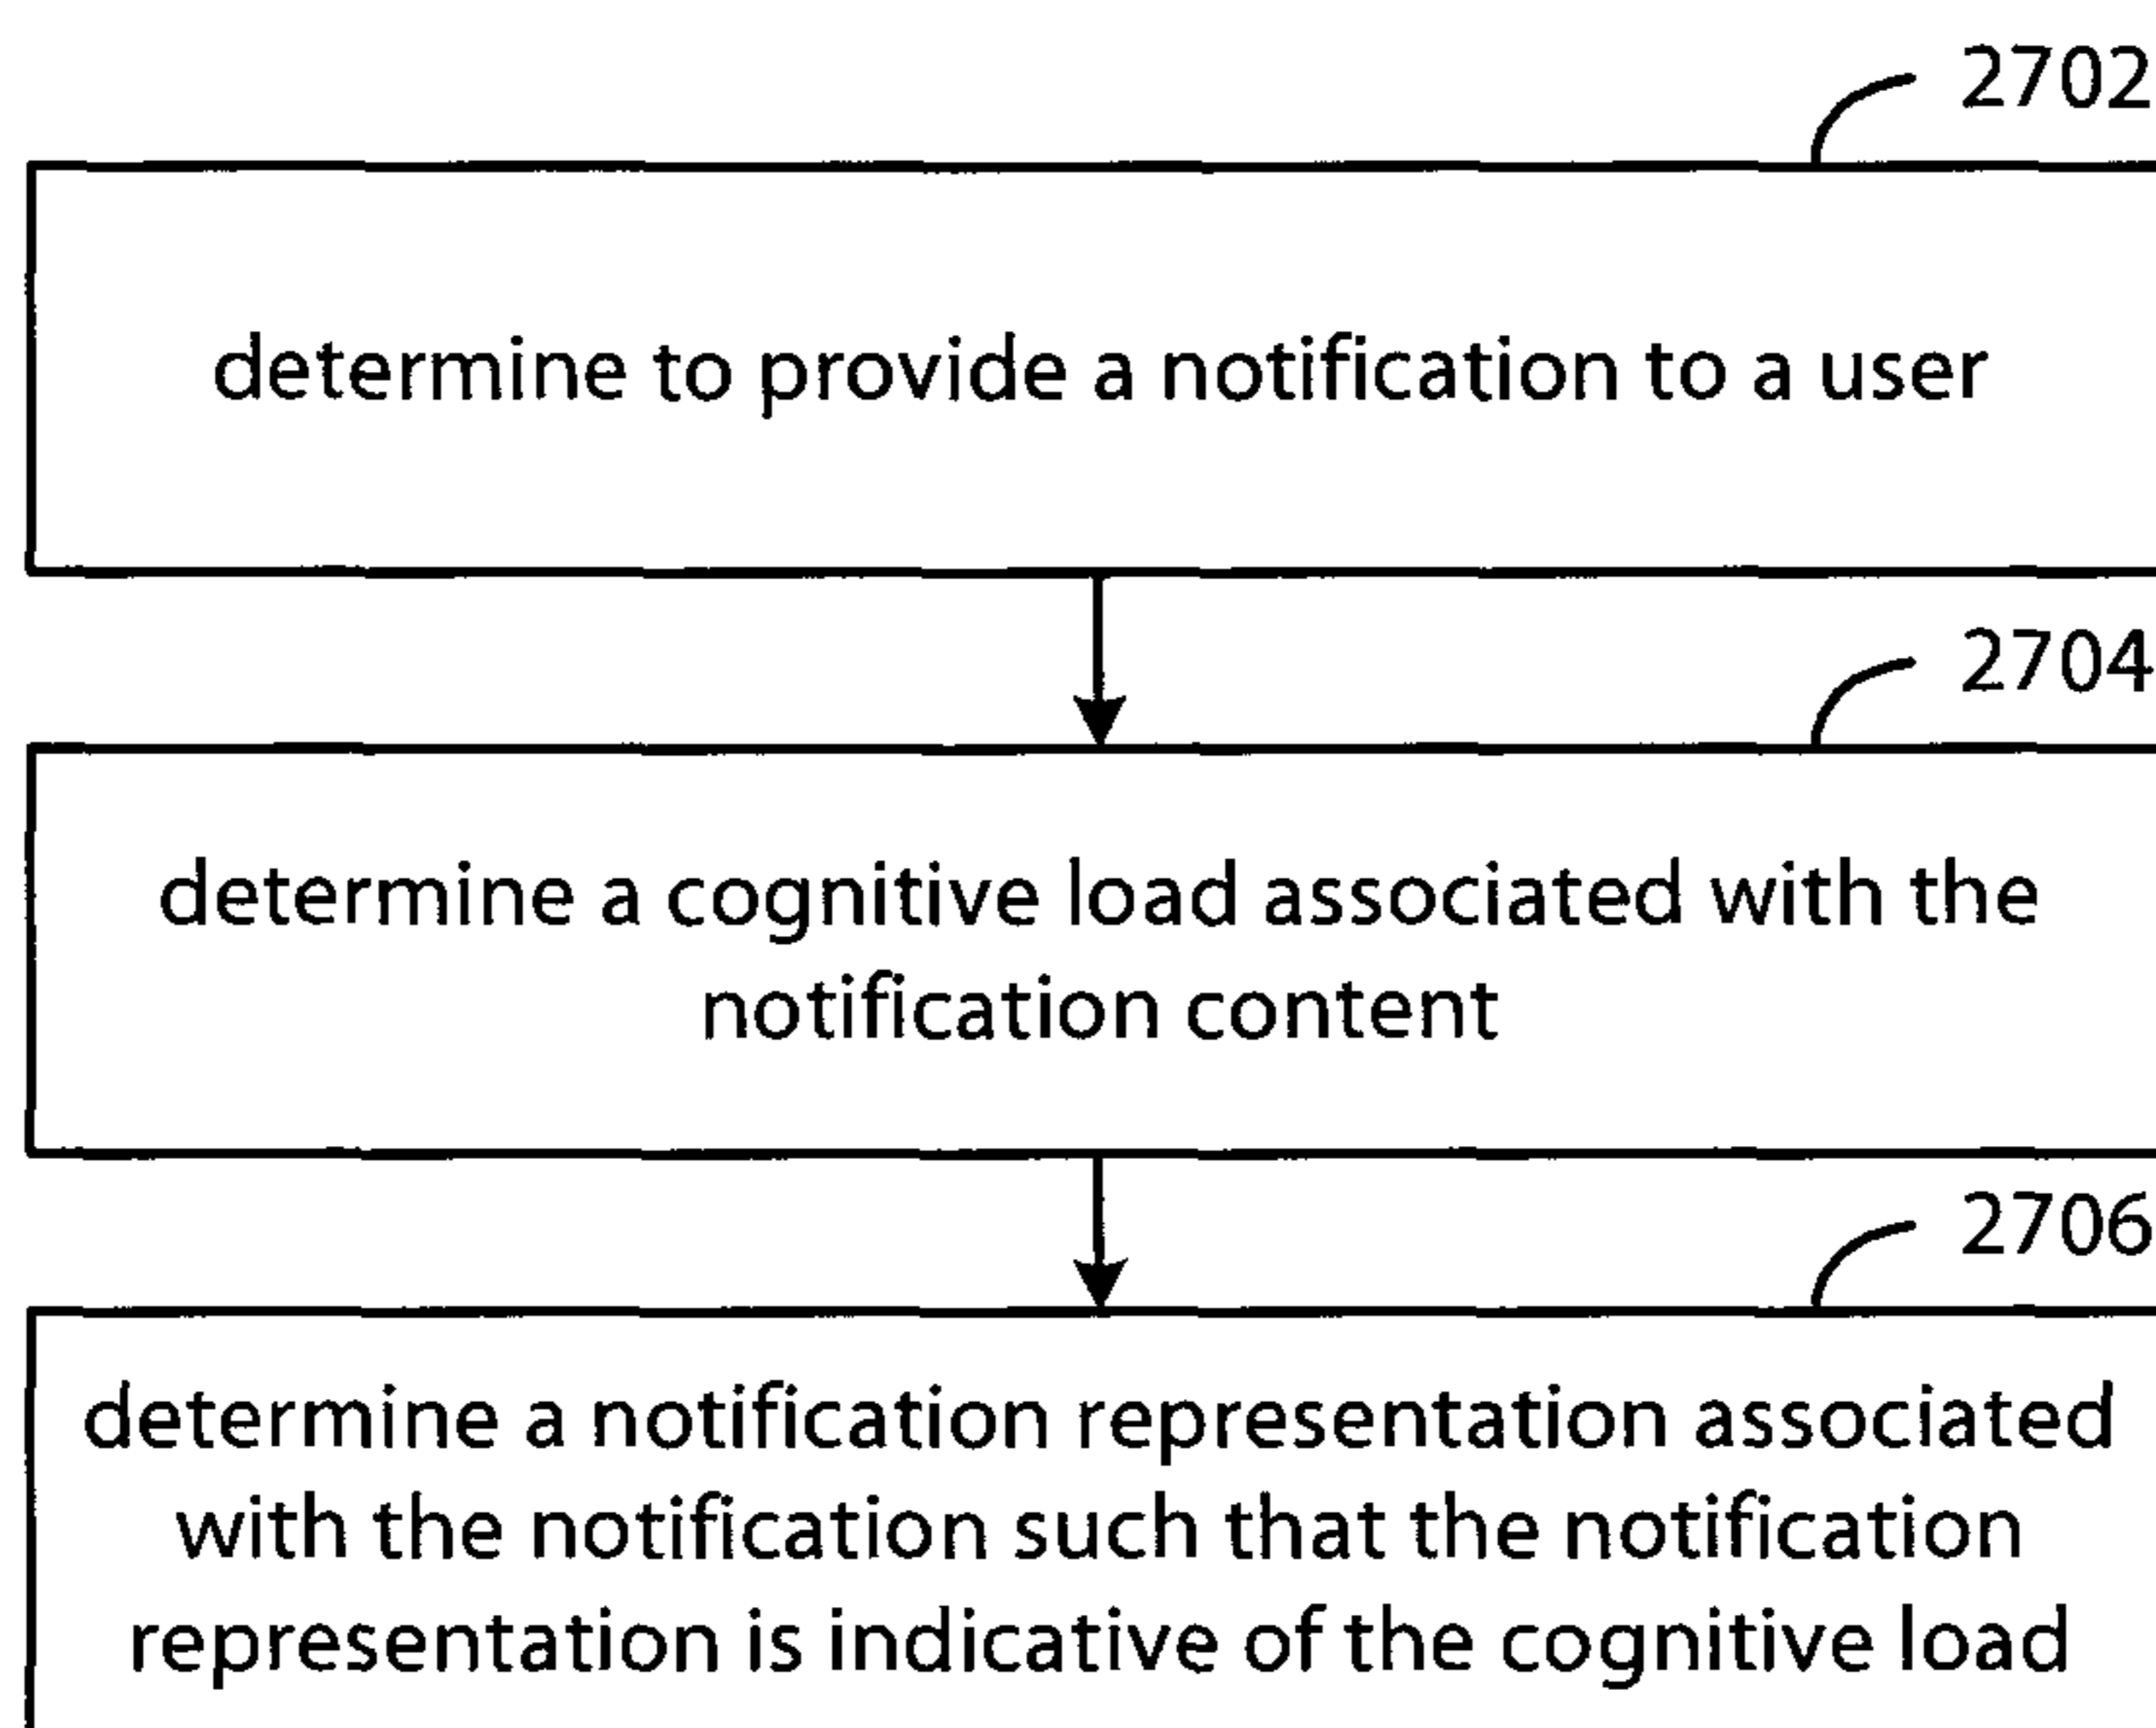 2702
determine to provide a notification to a user
2704
determine a cognitive load associated with the
notification content
2706
determine a notification representation associated
with the notification such that the notification
representation is indicative of the cognitive load